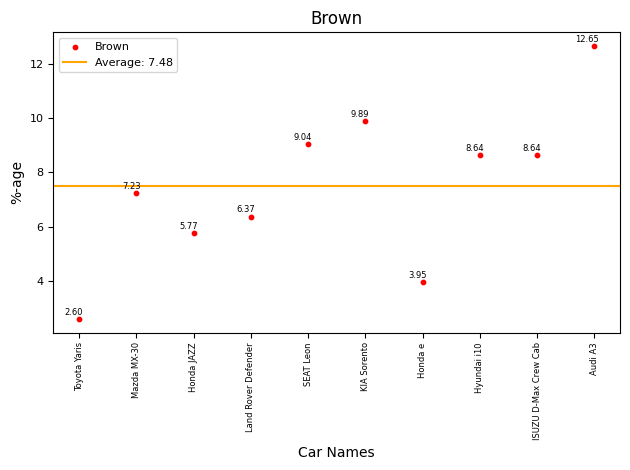 Brown
Brown
Average: 7.48
12.65
9.89
9.04
8.64
8.64
7.23
6.37
5.77
3.95
2.60
%-age
12
10
8
6
4
Toyota Yaris
Mazda MX-30
Honda JAZZ
Land Rover Defender
SEAT Leon
KIA Sorento
Honda e
Hyundai i10
ISUZU D-Max Crew Cab
Audi A3
Car Names